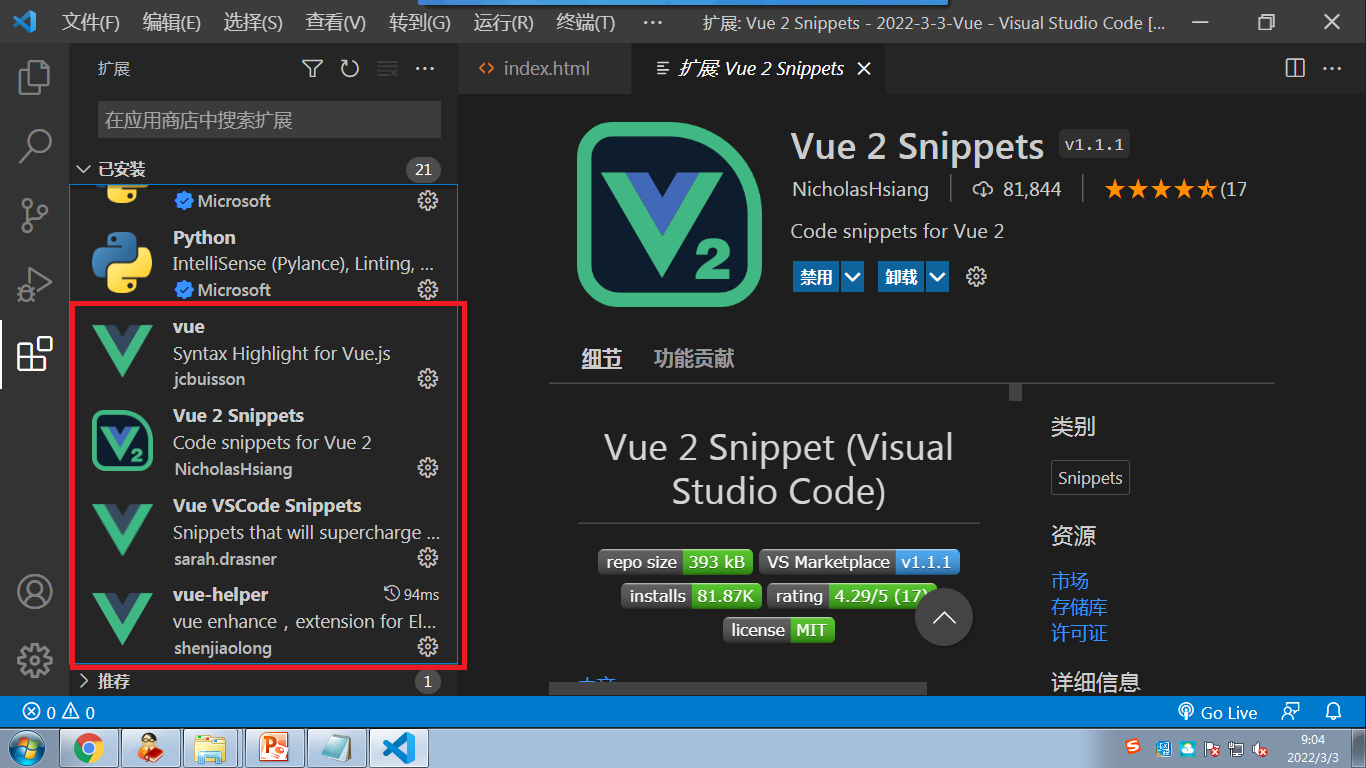 文件(F) 编辑(E) 选择(S) 查看(V) 转到(G) 运行(R) 终端(T) ··· 扩展: Vue 2 Snippets - 2022-3-3-Vue - Visual Studio Code [...
扩展
index.html
扩展: Vue 2 Snippets
在应用商店中搜索扩展
已安装 21
Microsoft
Python
IntelliSense (Pylance), Linting, ...
Microsoft
vue
Syntax Highlight for Vue.js
jcbuisson
Vue 2 Snippets
Code snippets for Vue 2
NicholasHsiang
Vue VSCode Snippets
Snippets that will supercharge ...
sarah.drasner
vue-helper 94ms
vue enhance，extension for El...
shenjiaolong
推荐 1
Vue 2 Snippets v1.1.1
NicholasHsiang 81,844 (17
Code snippets for Vue 2
禁用 卸载
细节 功能贡献
Vue 2 Snippet (Visual
Studio Code)
repo size 393 kB VS Marketplace v1.1.1
installs 81.87K rating 4.29/5 (17)
license MIT
类别
Snippets
资源
市场
存储库
许可证
详细信息
0 0 Go Live
9:04
2022/3/3